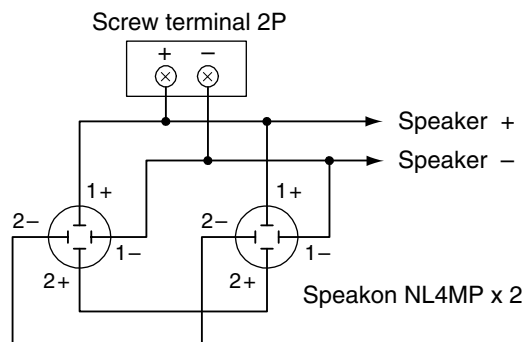 Screw terminal 2P
+ −
Speaker +
Speaker −
1+ 1+
2− 2−
1− 1−
2+ 2+
Speakon NL4MP x 2